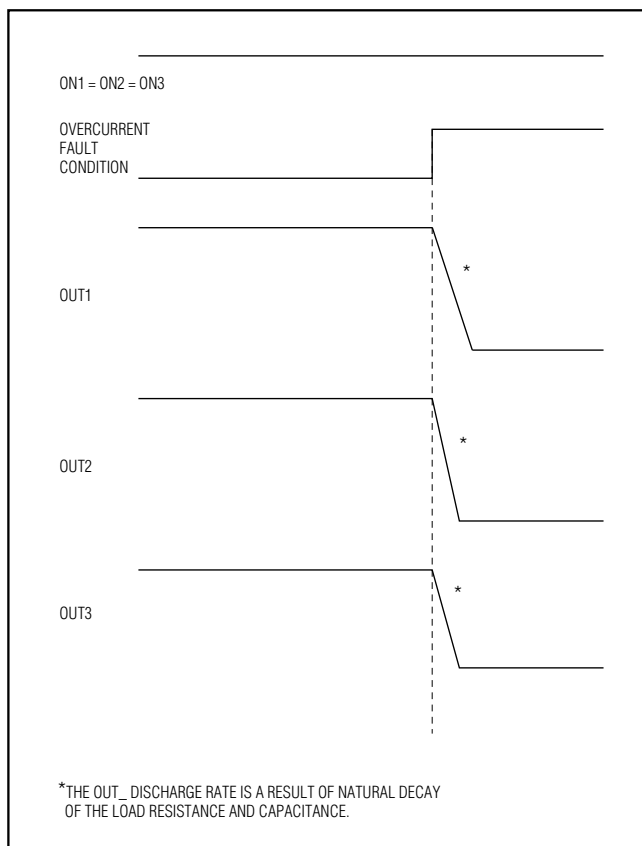 ON1 = ON2 = ON3
OVERCURRENT
FAULT
CONDITION
*
OUT1
*
OUT2
*
OUT3
*THE OUT_ DISCHARGE RATE IS A RESULT OF NATURAL DECAY
OF THE LOAD RESISTANCE AND CAPACITANCE.